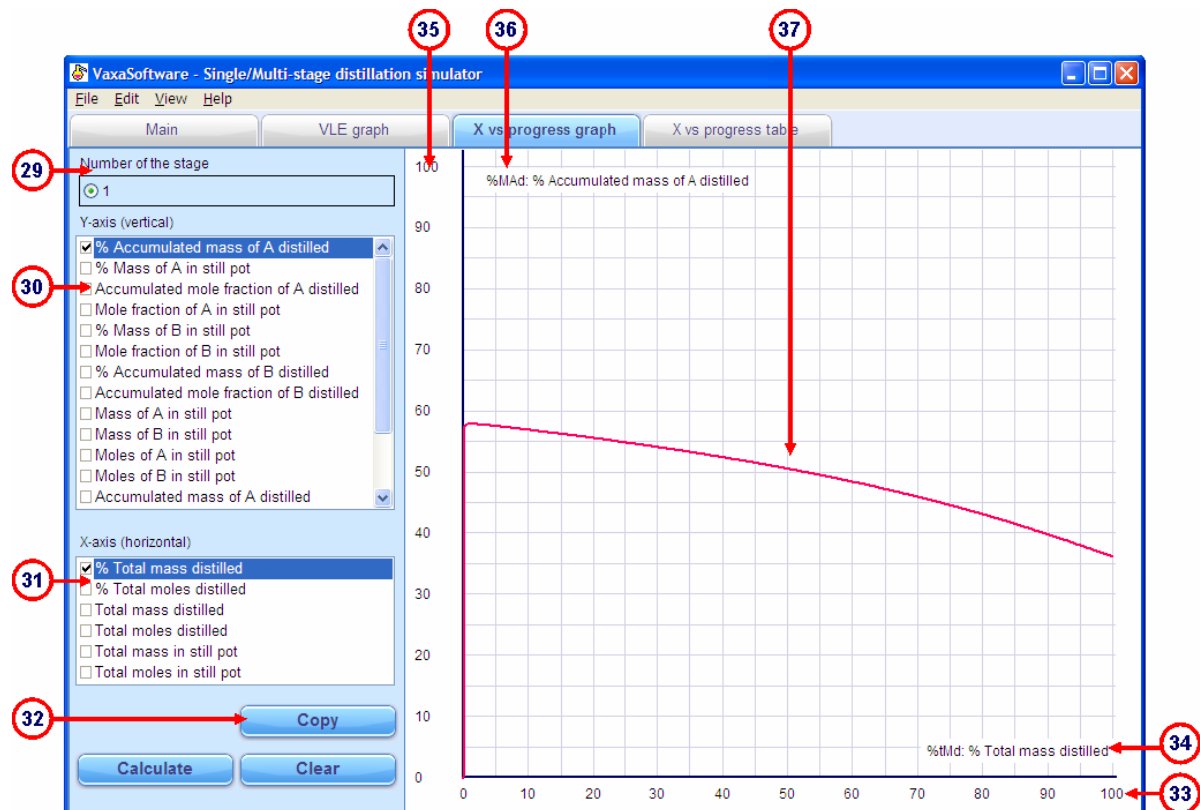 35 36 37
VaxaSoftware - Single/Multi-stage distillation simulator
File Edit View Help
Main VLE graph X vs progress graph X vs progress table
29
Number of the stage
1
Y-axis (vertical)
% Accumulated mass of A distilled
% Mass of A in still pot
30
Accumulated mole fraction of A distilled
Mole fraction of A in still pot
% Mass of B in still pot
Mole fraction of B in still pot
% Accumulated mass of B distilled
Accumulated mole fraction of B distilled
Mass of A in still pot
Mass of B in still pot
Moles of A in still pot
Moles of B in still pot
Accumulated mass of A distilled
X-axis (horizontal)
% Total mass distilled
31
% Total moles distilled
Total mass distilled
Total moles distilled
Total mass in still pot
Total moles in still pot
32
Copy
Calculate Clear
100
%MAd: % Accumulated mass of A distilled
90
80
70
60
50
40
30
20
10
0
%tMd: % Total mass distilled
34
0 10 20 30 40 50 60 70 80 90 100
33